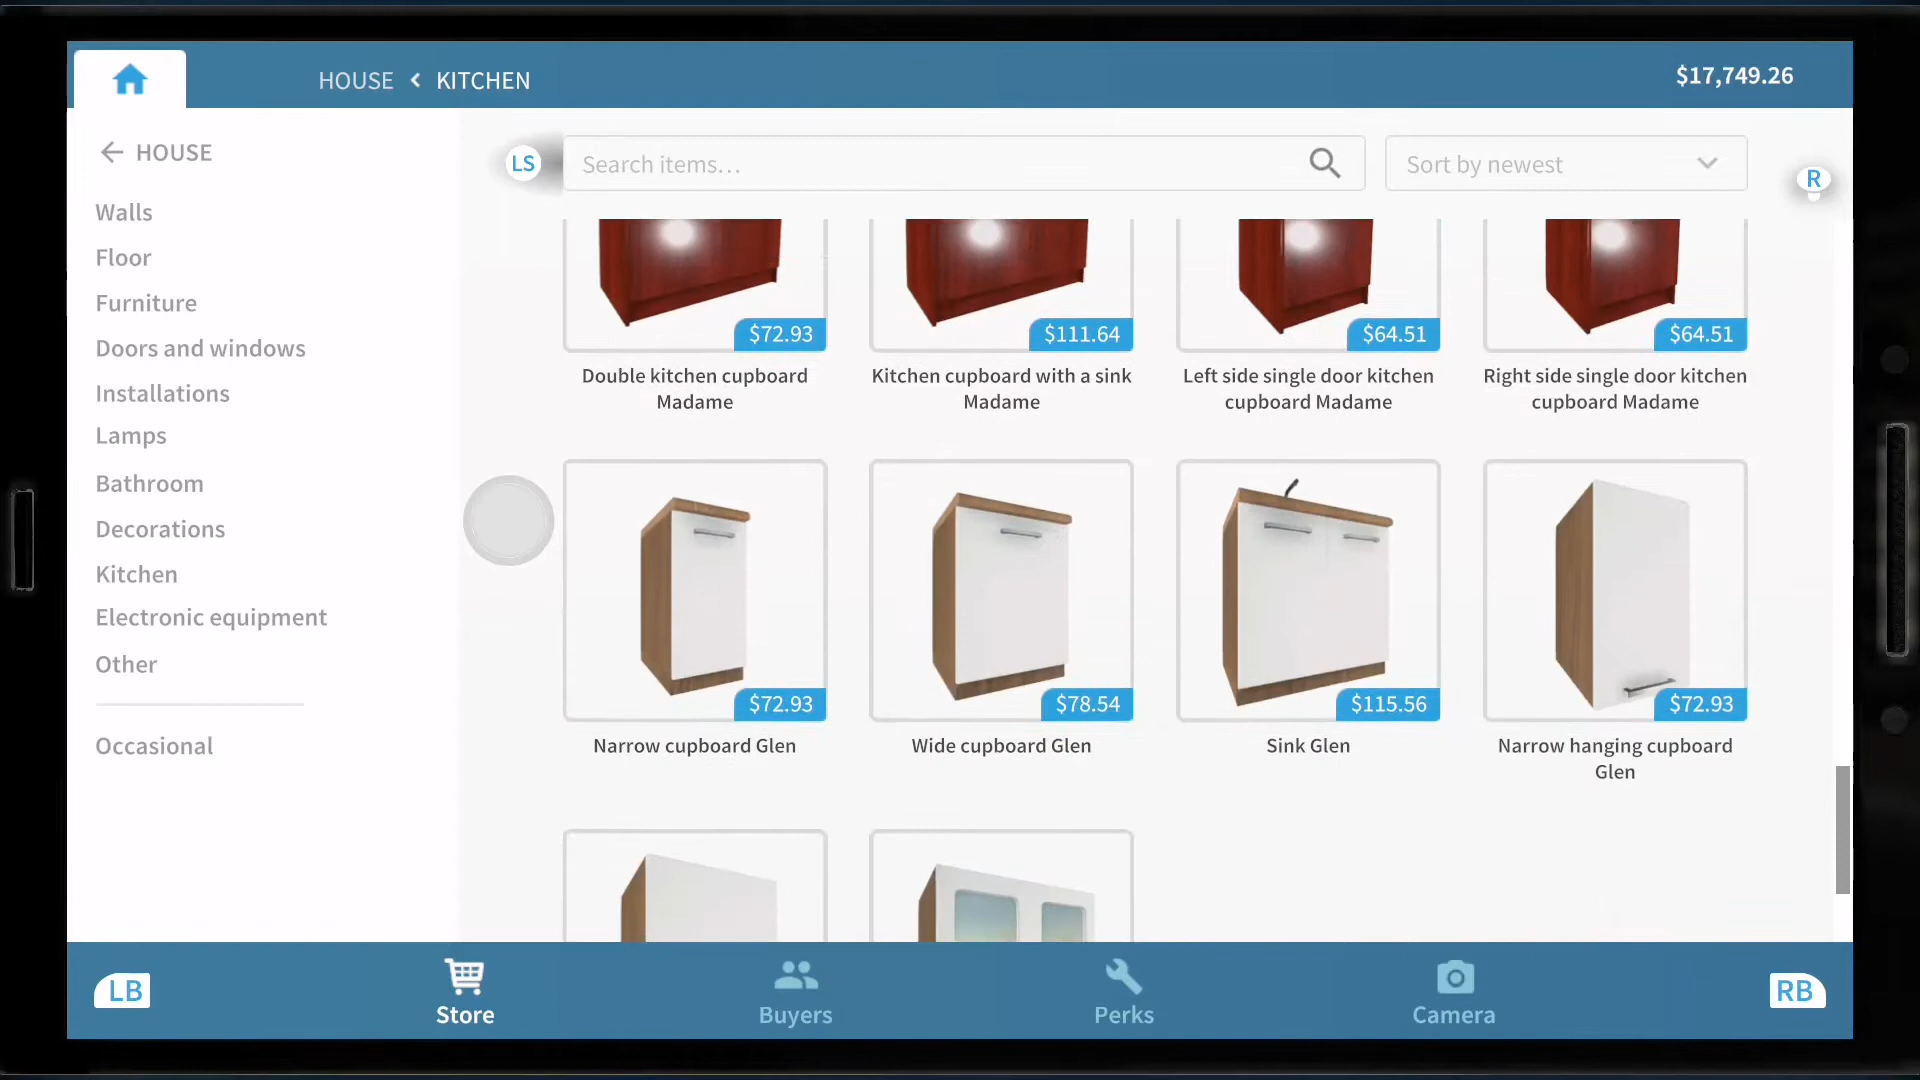 HOUSE < KITCHEN
$17,749.26
HOUSE
LS
Search items...
Sort by newest
R
Walls
Floor
Furniture
Doors and windows
Installations
Lamps
Bathroom
Decorations
Kitchen
Electronic equipment
Other
Occasional
$72.93
$111.64
$64.51
$64.51
Double kitchen cupboard
Madame
Kitchen cupboard with a sink
Madame
Left side single door kitchen
cupboard Madame
Right side single door kitchen
cupboard Madame
$72.93
$78.54
$115.56
$72.93
Narrow cupboard Glen
Wide cupboard Glen
Sink Glen
Narrow hanging cupboard
Glen
LB
Store
Buyers
Perks
Camera
RB